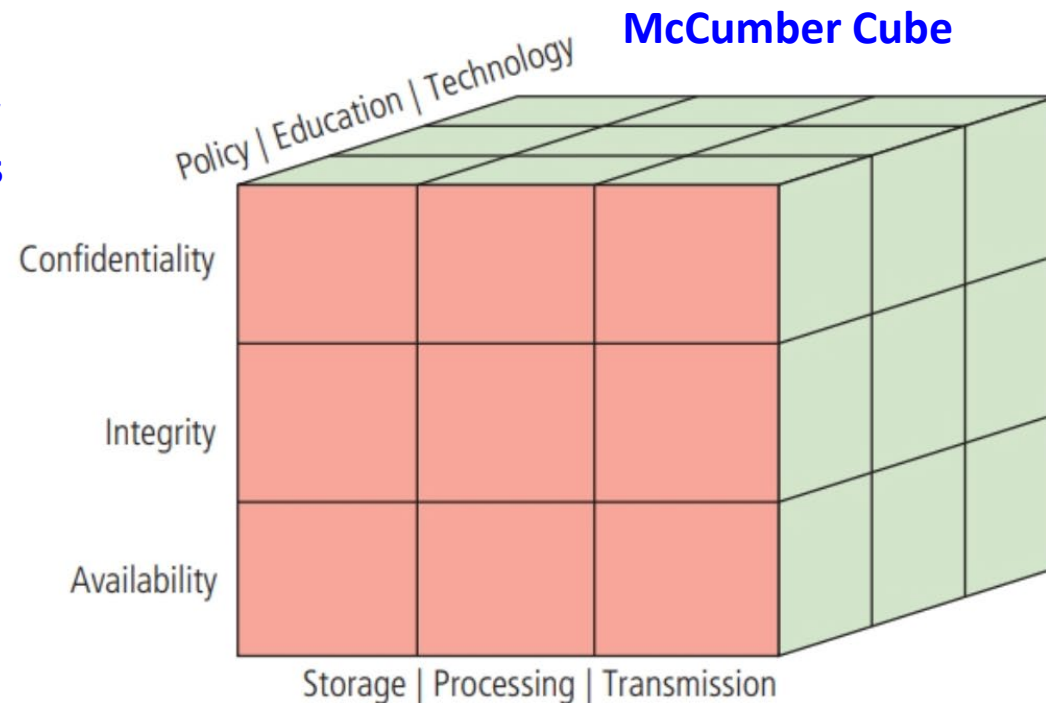 McCumber Cube
Policy | Education | Technology
s
Confidentiality
Integrity
Availability
Storage | Processing | Transmission